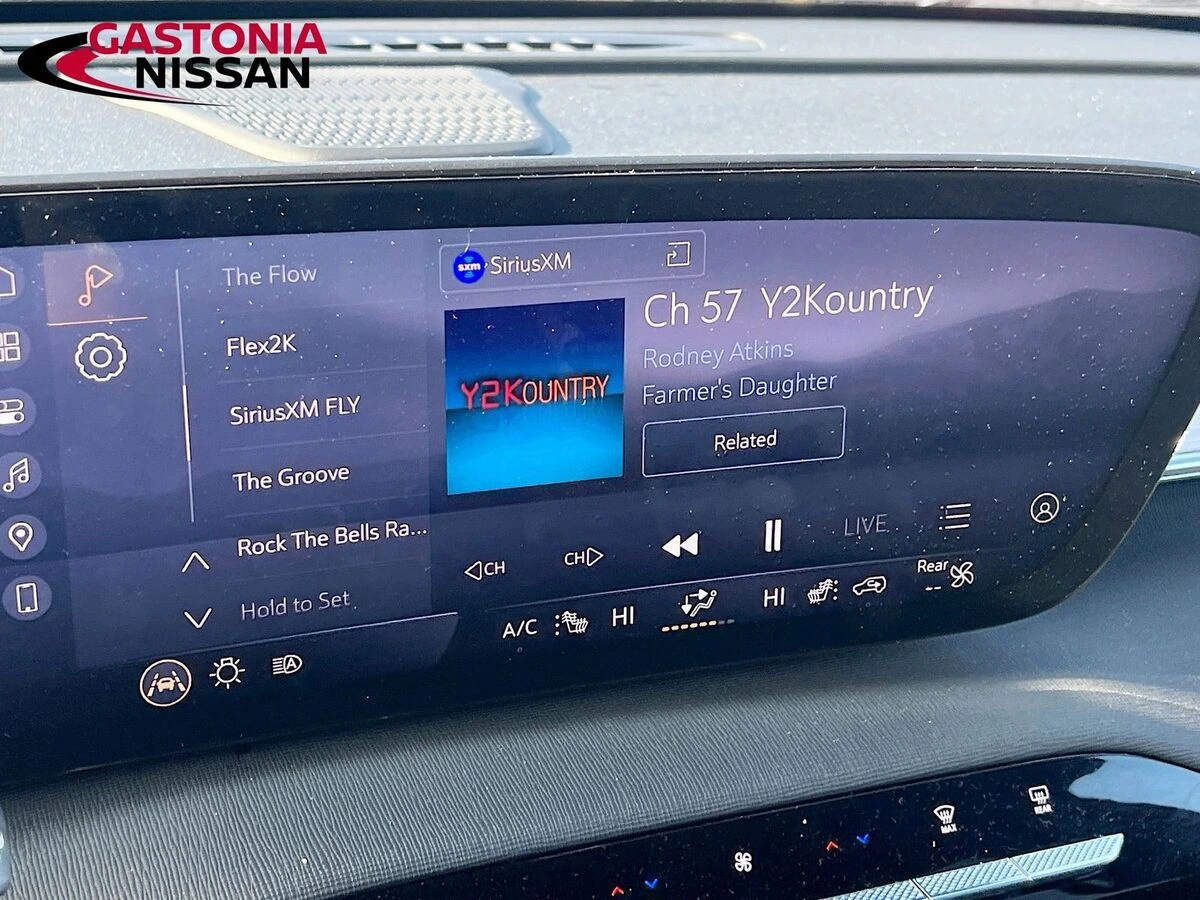 GASTONIA
NISSAN
The Flow
Flex2K
SiriusXM FLY
The Groove
Rock The Bells Ra...
Hold to Set
sxm SiriusXM
Y2KOUNTRY
Ch 57 Y2Kountry
Rodney Atkins
Farmer's Daughter
Related
CH
CH
LIVE
A/C
HI
HI
Rear
--
A
MAX
REAR